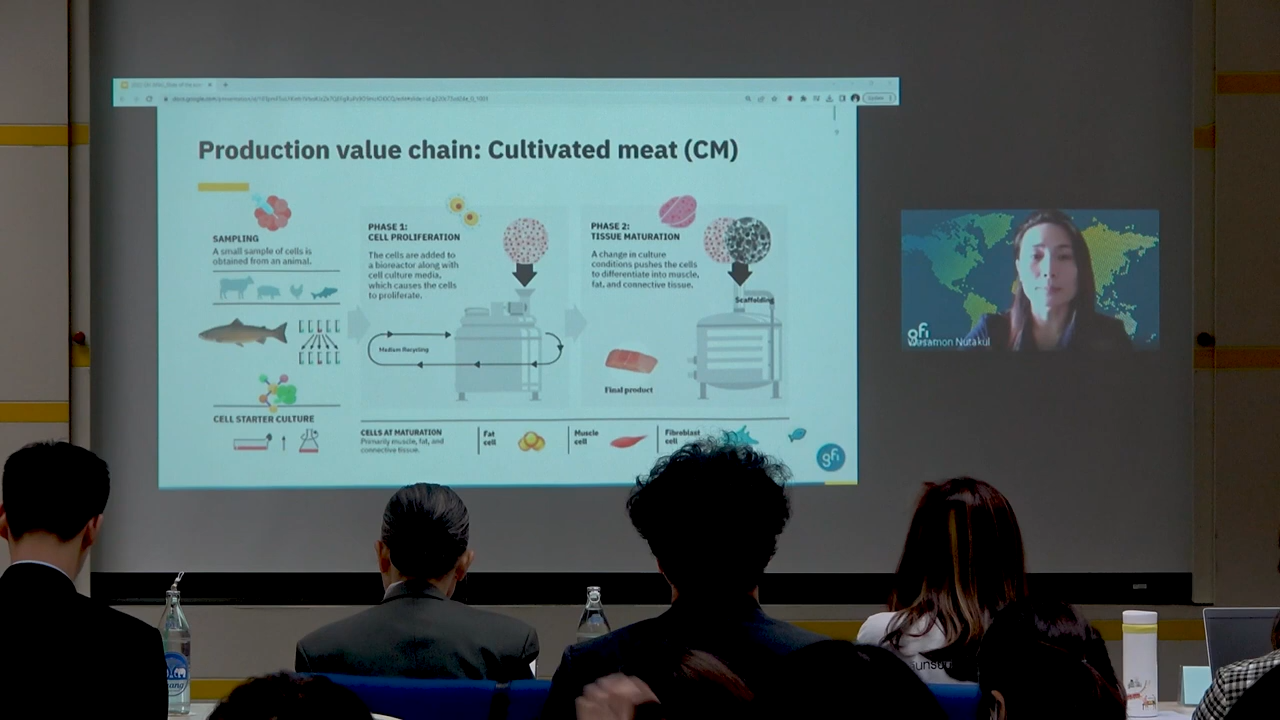 Production value chain: Cultivated meat (CM)
SAMPLING
A small sample of cells is
obtained from an animal.
CELL STARTER CULTURE
PHASE 1:
CELL PROLIFERATION
The cells are added to
a bioreactor along with
cell culture media,
which causes the cells
to proliferate.
Medium Recycling
PHASE 2:
TISSUE MATURATION
A change in culture
conditions pushes the cells
to differentiate into muscle,
fat, and connective tissue.
Scaffolding
Final product
CELLS AT MATURATION
Primarily muscle, fat, and
connective tissue.
Fat
cell
Muscle
cell
Fibroblast
cell
gfi
gfi
Wasamon Nutakul